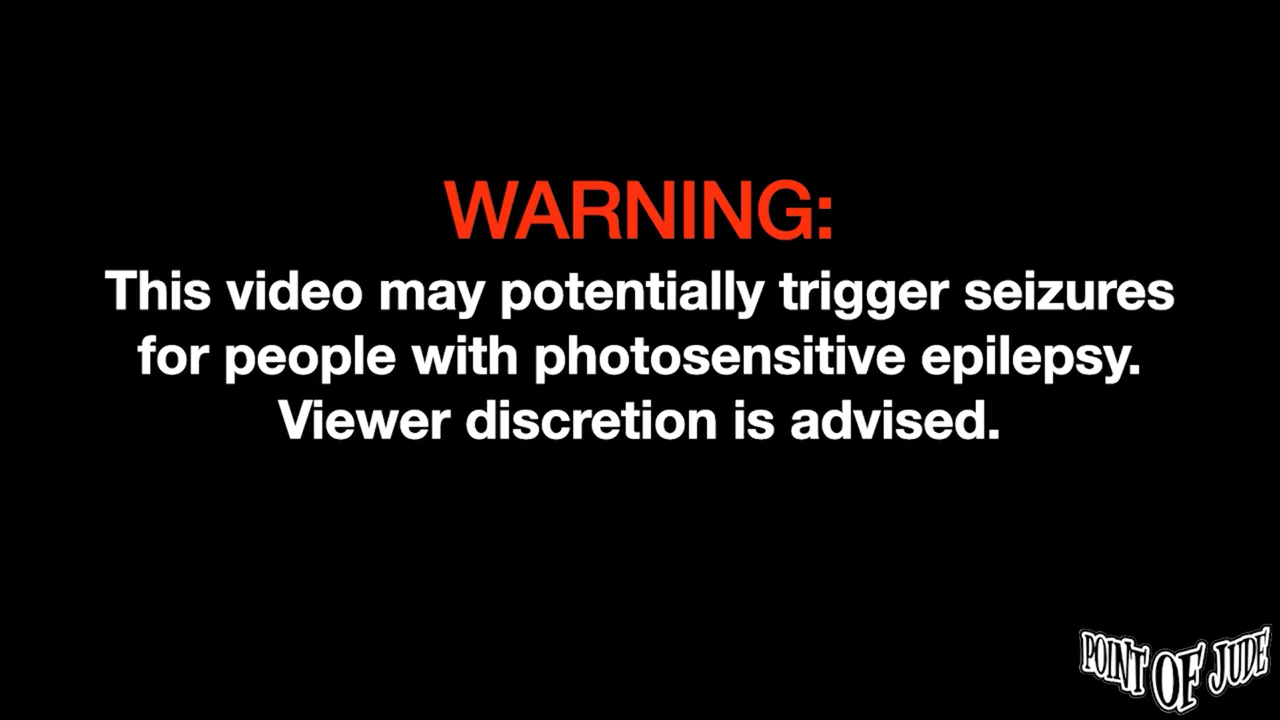 WARNING:
This video may potentially trigger seizures
for people with photosensitive epilepsy.
Viewer discretion is advised.
POINT OF JUDE